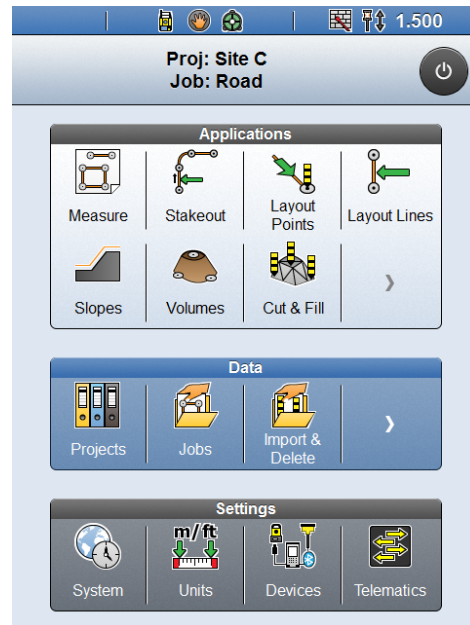 1.500
Proj: Site C
Job: Road
Applications
Measure
Stakeout
Layout
Points
Layout Lines
Slopes
Volumes
Cut & Fill
Data
Projects
Jobs
Import &
Delete
Settings
m/ft
System
Units
Devices
Telematics